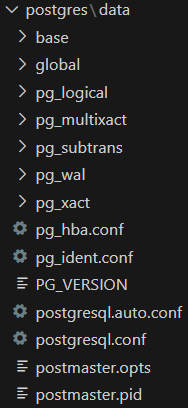 postgres\data
base
global
pg_logical
pg_multixact
pg_subtrans
pg_wal
pg_xact
pg_hba.conf
pg_ident.conf
PG_VERSION
postgresql.auto.conf
postgresql.conf
postmaster.opts
postmaster.pid